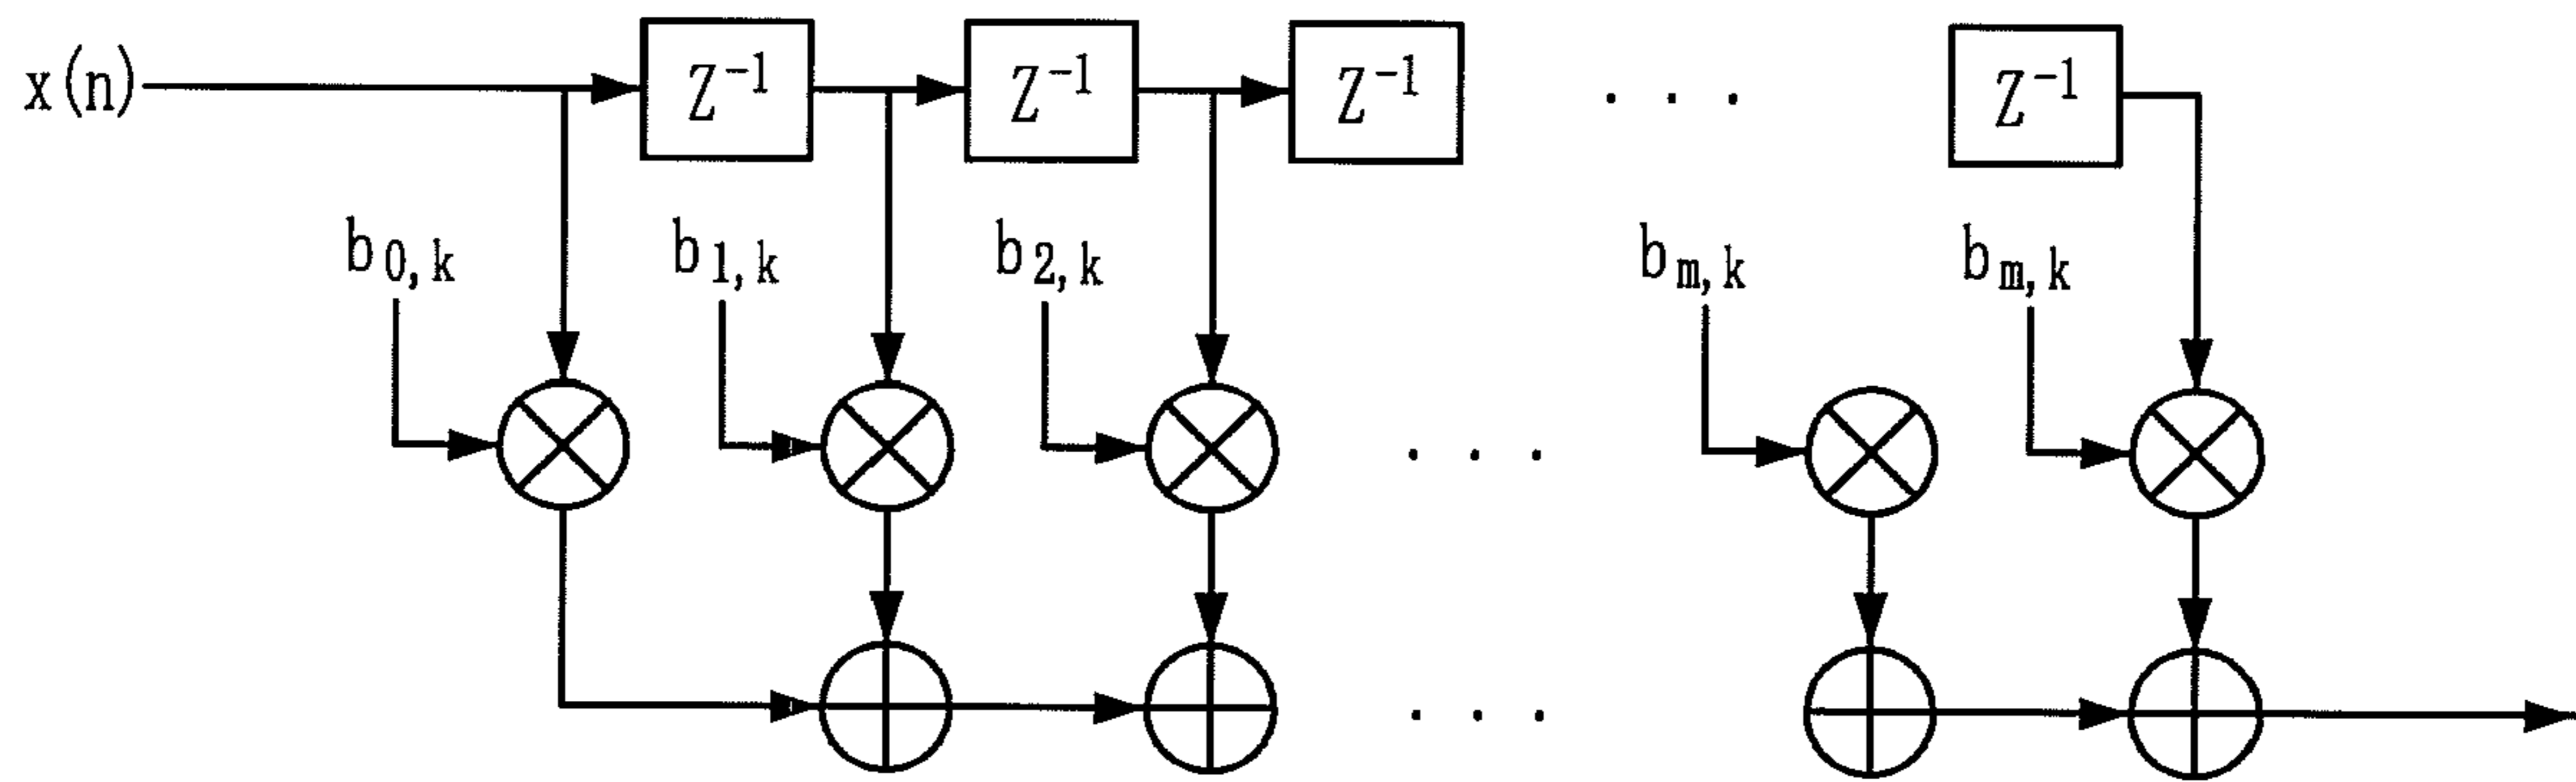 x(n)
Z⁻¹
Z⁻¹
Z⁻¹
. . .
Z⁻¹
b₀,ₖ
b₁,ₖ
b₂,ₖ
bₘ,ₖ
bₘ,ₖ
. . .
. . .